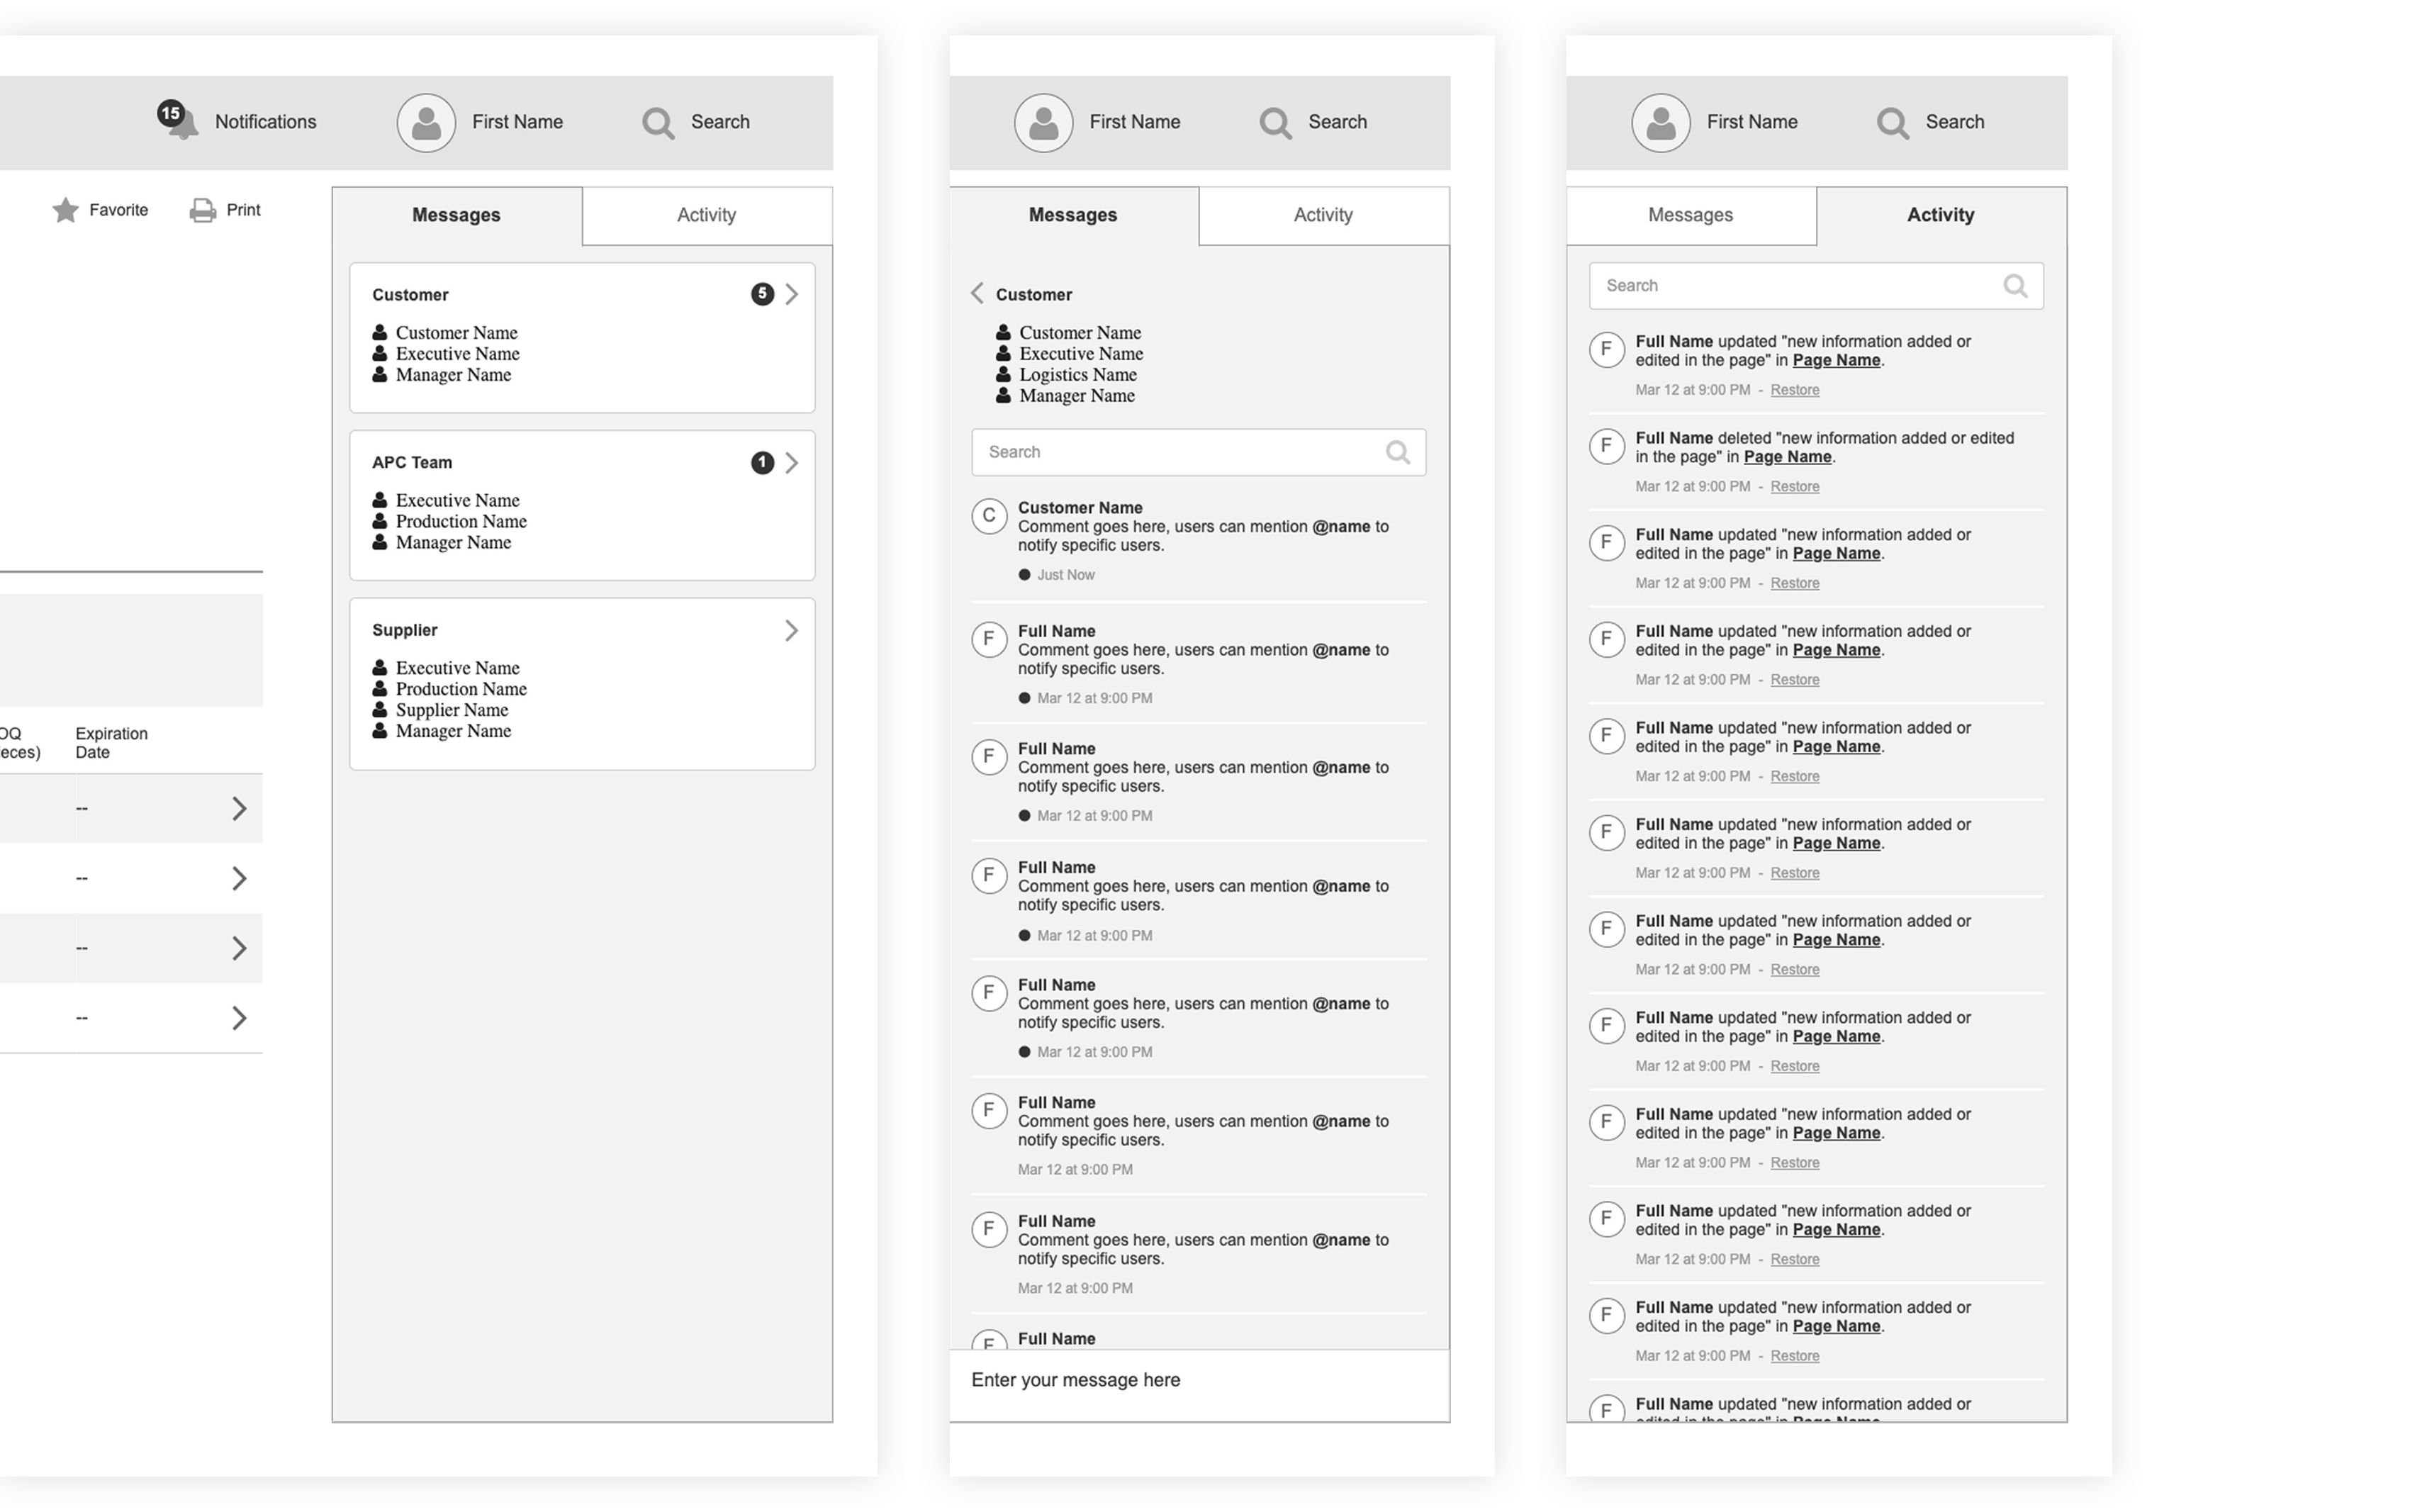 15
Notifications
First Name
Search
Favorite
Print
OQ
eces)
Expiration
Date
--
--
--
--
Messages
Activity
Customer
5
Customer Name
Executive Name
Manager Name
APC Team
1
Executive Name
Production Name
Manager Name
Supplier
Executive Name
Production Name
Supplier Name
Manager Name
First Name
Search
Messages
Activity
Customer
Customer Name
Executive Name
Logistics Name
Manager Name
Search
C
Customer Name
Comment goes here, users can mention @name to
notify specific users.
Just Now
F
Full Name
Comment goes here, users can mention @name to
notify specific users.
Mar 12 at 9:00 PM
F
Full Name
Comment goes here, users can mention @name to
notify specific users.
Mar 12 at 9:00 PM
F
Full Name
Comment goes here, users can mention @name to
notify specific users.
Mar 12 at 9:00 PM
F
Full Name
Comment goes here, users can mention @name to
notify specific users.
Mar 12 at 9:00 PM
F
Full Name
Comment goes here, users can mention @name to
notify specific users.
Mar 12 at 9:00 PM
F
Full Name
Comment goes here, users can mention @name to
notify specific users.
Mar 12 at 9:00 PM
F
Full Name
Enter your message here
First Name
Search
Messages
Activity
Search
F
Full Name updated "new information added or
edited in the page" in Page Name.
Mar 12 at 9:00 PM - Restore
F
Full Name deleted "new information added or edited
in the page" in Page Name.
Mar 12 at 9:00 PM - Restore
F
Full Name updated "new information added or
edited in the page" in Page Name.
Mar 12 at 9:00 PM - Restore
F
Full Name updated "new information added or
edited in the page" in Page Name.
Mar 12 at 9:00 PM - Restore
F
Full Name updated "new information added or
edited in the page" in Page Name.
Mar 12 at 9:00 PM - Restore
F
Full Name updated "new information added or
edited in the page" in Page Name.
Mar 12 at 9:00 PM - Restore
F
Full Name updated "new information added or
edited in the page" in Page Name.
Mar 12 at 9:00 PM - Restore
F
Full Name updated "new information added or
edited in the page" in Page Name.
Mar 12 at 9:00 PM - Restore
F
Full Name updated "new information added or
edited in the page" in Page Name.
Mar 12 at 9:00 PM - Restore
F
Full Name updated "new information added or
edited in the page" in Page Name.
Mar 12 at 9:00 PM - Restore
F
Full Name updated "new information added or
edited in the page" in Page Name.
Mar 12 at 9:00 PM - Restore
F
Full Name updated "new information added or
edited in the page" in Page Name.